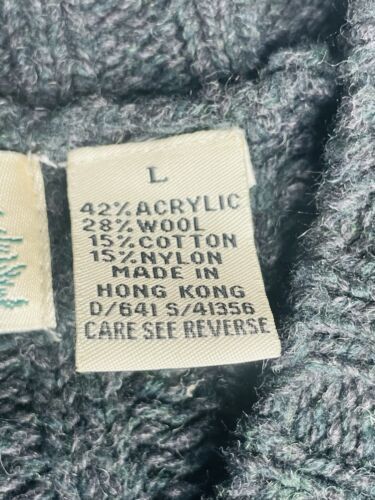 L
42% ACRYLIC
28% WOOL
15% COTTON
15% NYLON
MADE IN
HONG KONG
D/641 S/41356
CARE SEE REVERSE